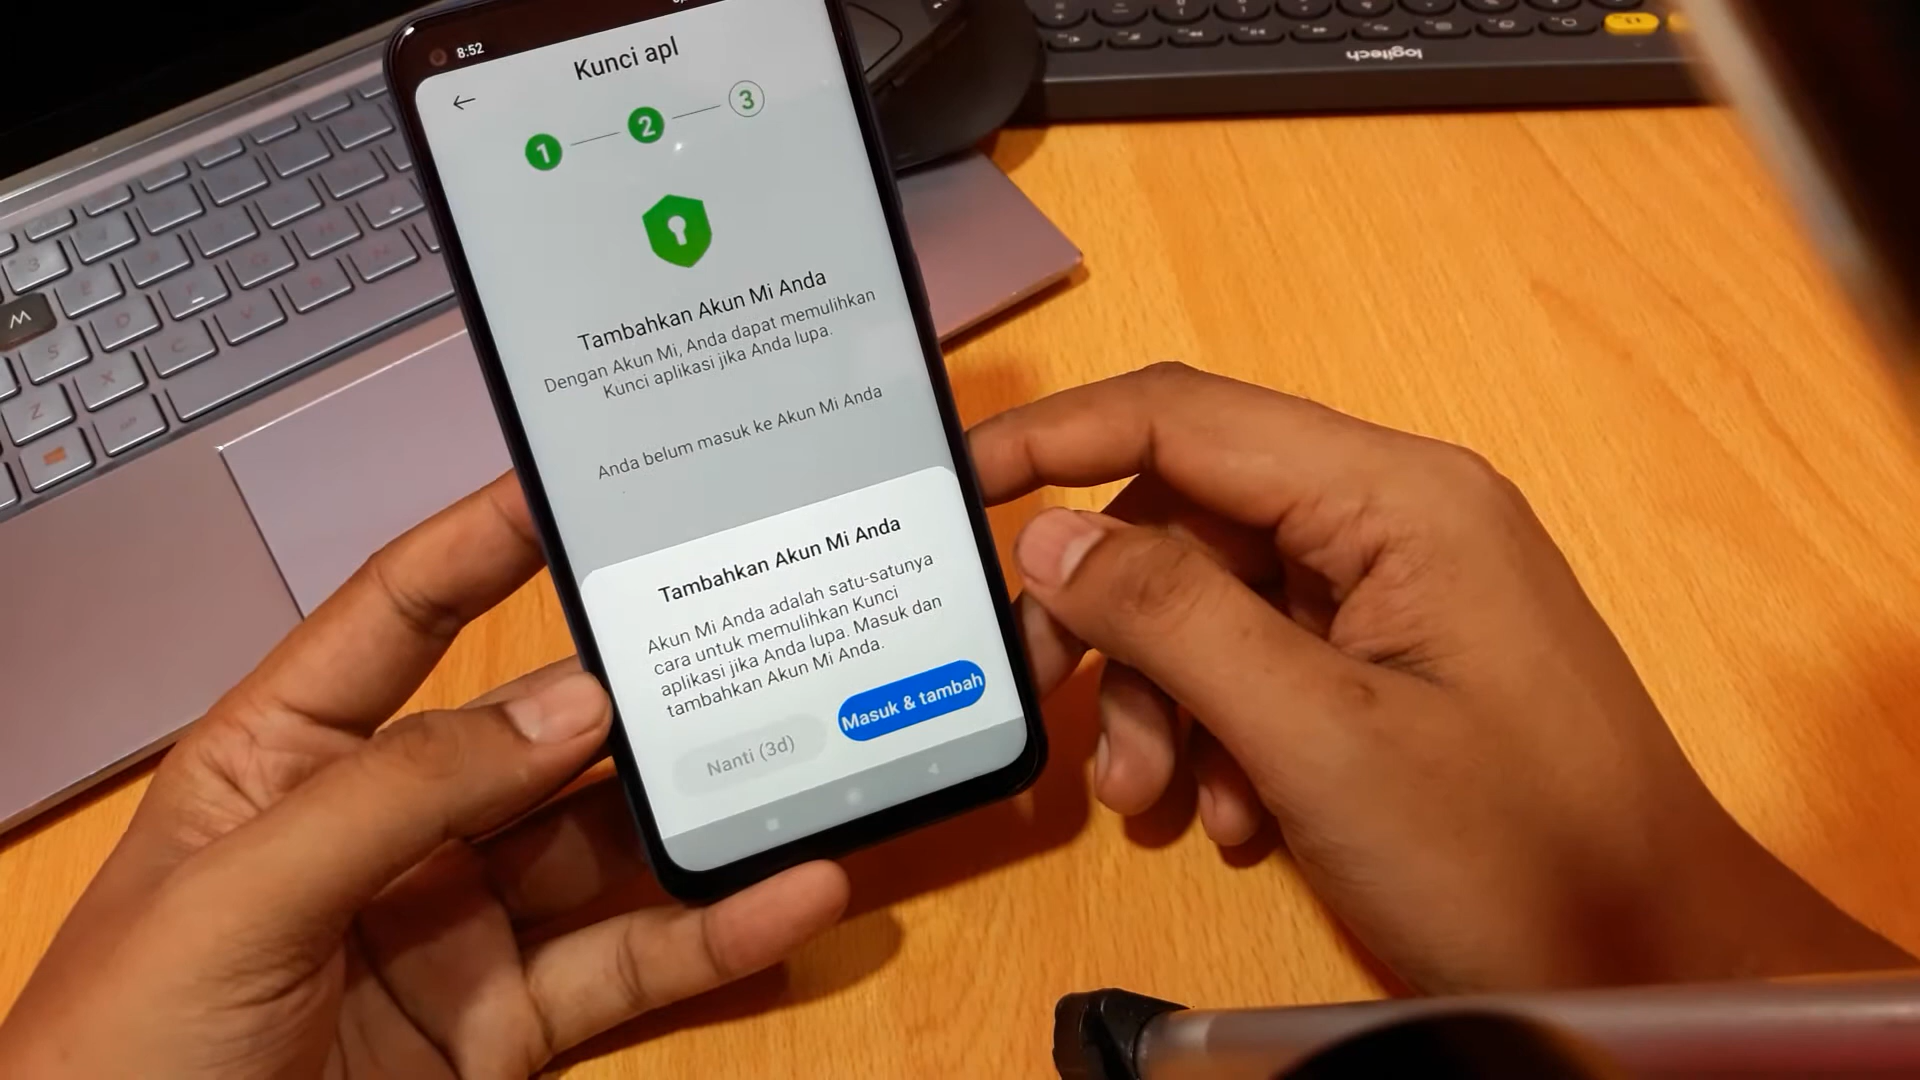 8:52
Kunci apl
1
2
3
Tambahkan Akun Mi Anda
Dengan Akun Mi, Anda dapat memulihkan
Kunci aplikasi jika Anda lupa.
Anda belum masuk ke Akun Mi Anda
Tambahkan Akun Mi Anda
Akun Mi Anda adalah satu-satunya
cara untuk memulihkan Kunci
aplikasi jika Anda lupa. Masuk dan
tambahkan Akun Mi Anda.
Nanti (3d)
Masuk & tambah
logitech
3
E
S
D
F
Z
X
C
V
B
N